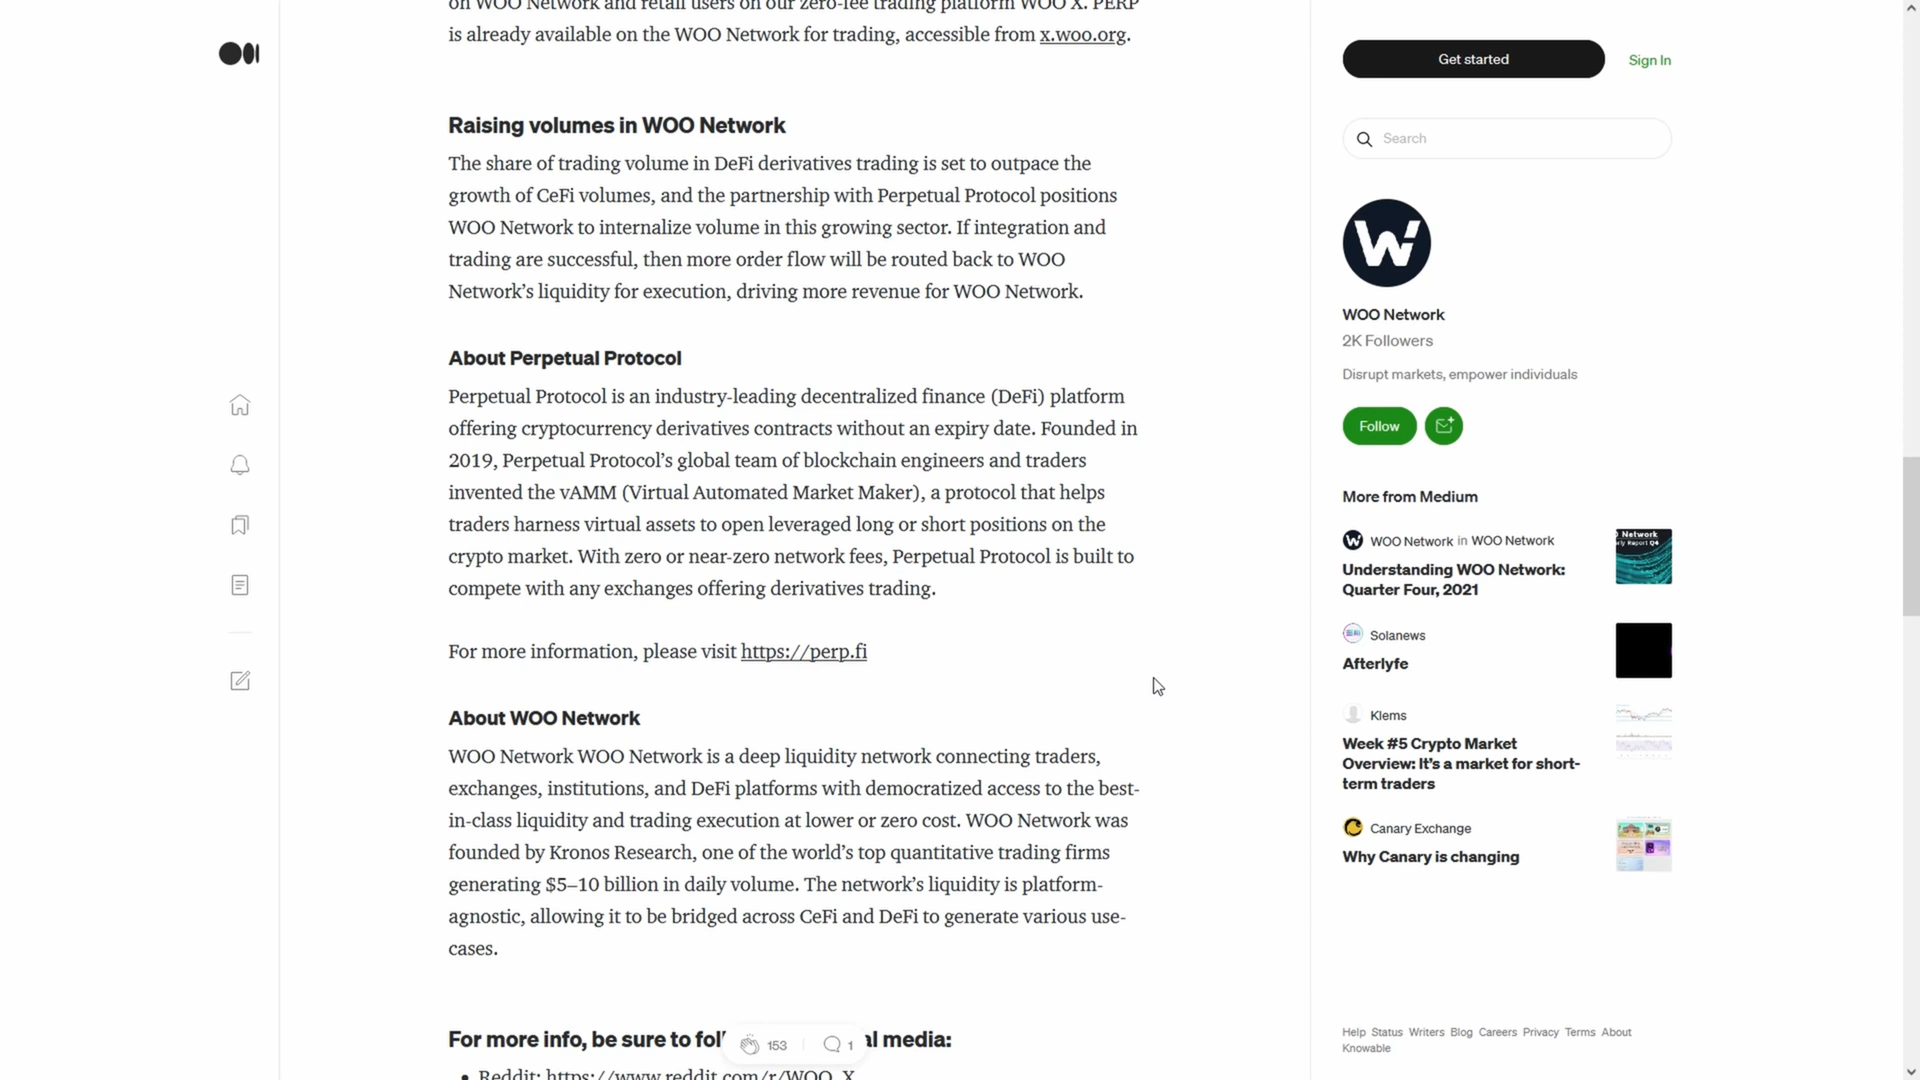 on WOO Network and retail users on our zero-fee trading platform WOO X. PERP
is already available on the WOO Network for trading, accessible from x.woo.org.
Raising volumes in WOO Network
The share of trading volume in DeFi derivatives trading is set to outpace the
growth of CeFi volumes, and the partnership with Perpetual Protocol positions
WOO Network to internalize volume in this growing sector. If integration and
trading are successful, then more order flow will be routed back to WOO
Network’s liquidity for execution, driving more revenue for WOO Network.
About Perpetual Protocol
Perpetual Protocol is an industry-leading decentralized finance (DeFi) platform
offering cryptocurrency derivatives contracts without an expiry date. Founded in
2019, Perpetual Protocol’s global team of blockchain engineers and traders
invented the vAMM (Virtual Automated Market Maker), a protocol that helps
traders harness virtual assets to open leveraged long or short positions on the
crypto market. With zero or near-zero network fees, Perpetual Protocol is built to
compete with any exchanges offering derivatives trading.
For more information, please visit https://perp.fi
About WOO Network
WOO Network WOO Network is a deep liquidity network connecting traders,
exchanges, institutions, and DeFi platforms with democratized access to the best-
in-class liquidity and trading execution at lower or zero cost. WOO Network was
founded by Kronos Research, one of the world’s top quantitative trading firms
generating $5–10 billion in daily volume. The network’s liquidity is platform-
agnostic, allowing it to be bridged across CeFi and DeFi to generate various use-
cases.
For more info, be sure to fol al media:
153 1
Reddit: https://www.reddit.com/r/WOO_X
Get started
Sign In
Search
WOO Network
2K Followers
Disrupt markets, empower individuals
Follow
More from Medium
WOO Network in WOO Network
Understanding WOO Network:
Quarter Four, 2021
Solanews
Afterlyfe
Klems
Week #5 Crypto Market
Overview: It’s a market for short-
term traders
Canary Exchange
Why Canary is changing
Help Status Writers Blog Careers Privacy Terms About
Knowable